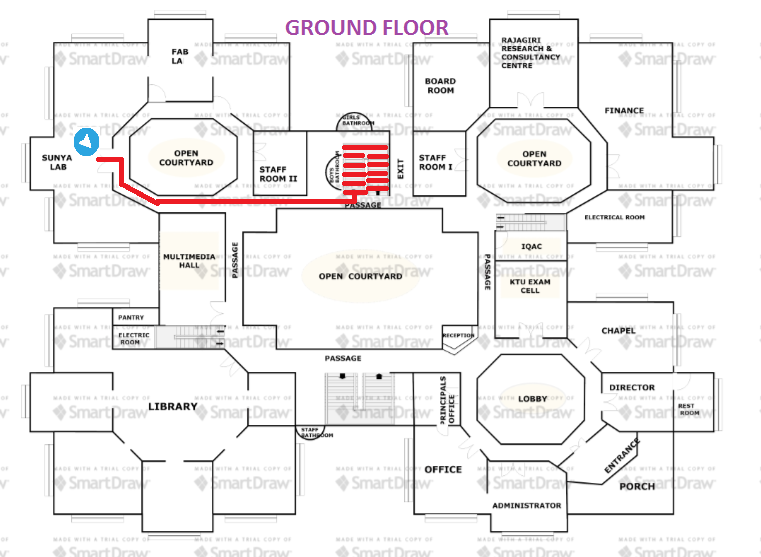 GROUND FLOOR
FAB
LA
RAJAGIRI
RESEARCH &
CONSULTANCY
CENTRE
BOARD
ROOM
FINANCE
GIRLS
BATHROOM
SUNYA
LAB
OPEN
COURTYARD
STAFF
ROOM II
BOYS
BATHROOM
EXIT
STAFF
ROOM I
OPEN
COURTYARD
PASSAGE
ELECTRICAL ROOM
MULTIMEDIA
HALL
PASSAGE
OPEN COURTYARD
PASSAGE
IQAC
KTU EXAM
CELL
PANTRY
ELECTRIC
ROOM
RECEPTION
CHAPEL
PASSAGE
LIBRARY
PRINCIPALS
OFFICE
LOBBY
DIRECTOR
REST
ROOM
STAFF
BATHROOM
ENTRANCE
OFFICE
PORCH
ADMINISTRATOR
MADE WITH A TRIAL COPY OF
SmartDraw